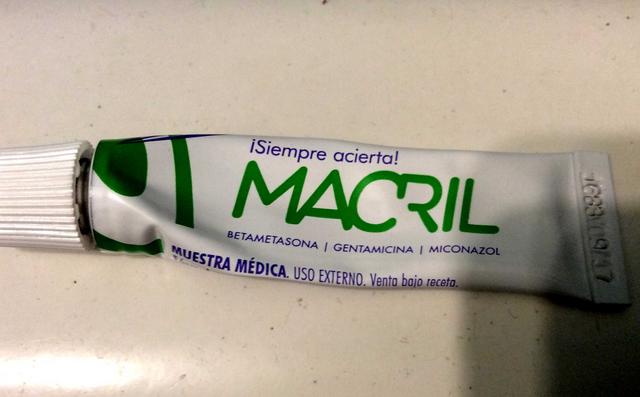 ¡Siempre acierta!
MACRIL
BETAMETASONA | GENTAMICINA | MICONAZOL
MUESTRA MÉDICA. USO EXTERNO. Venta bajo receta.